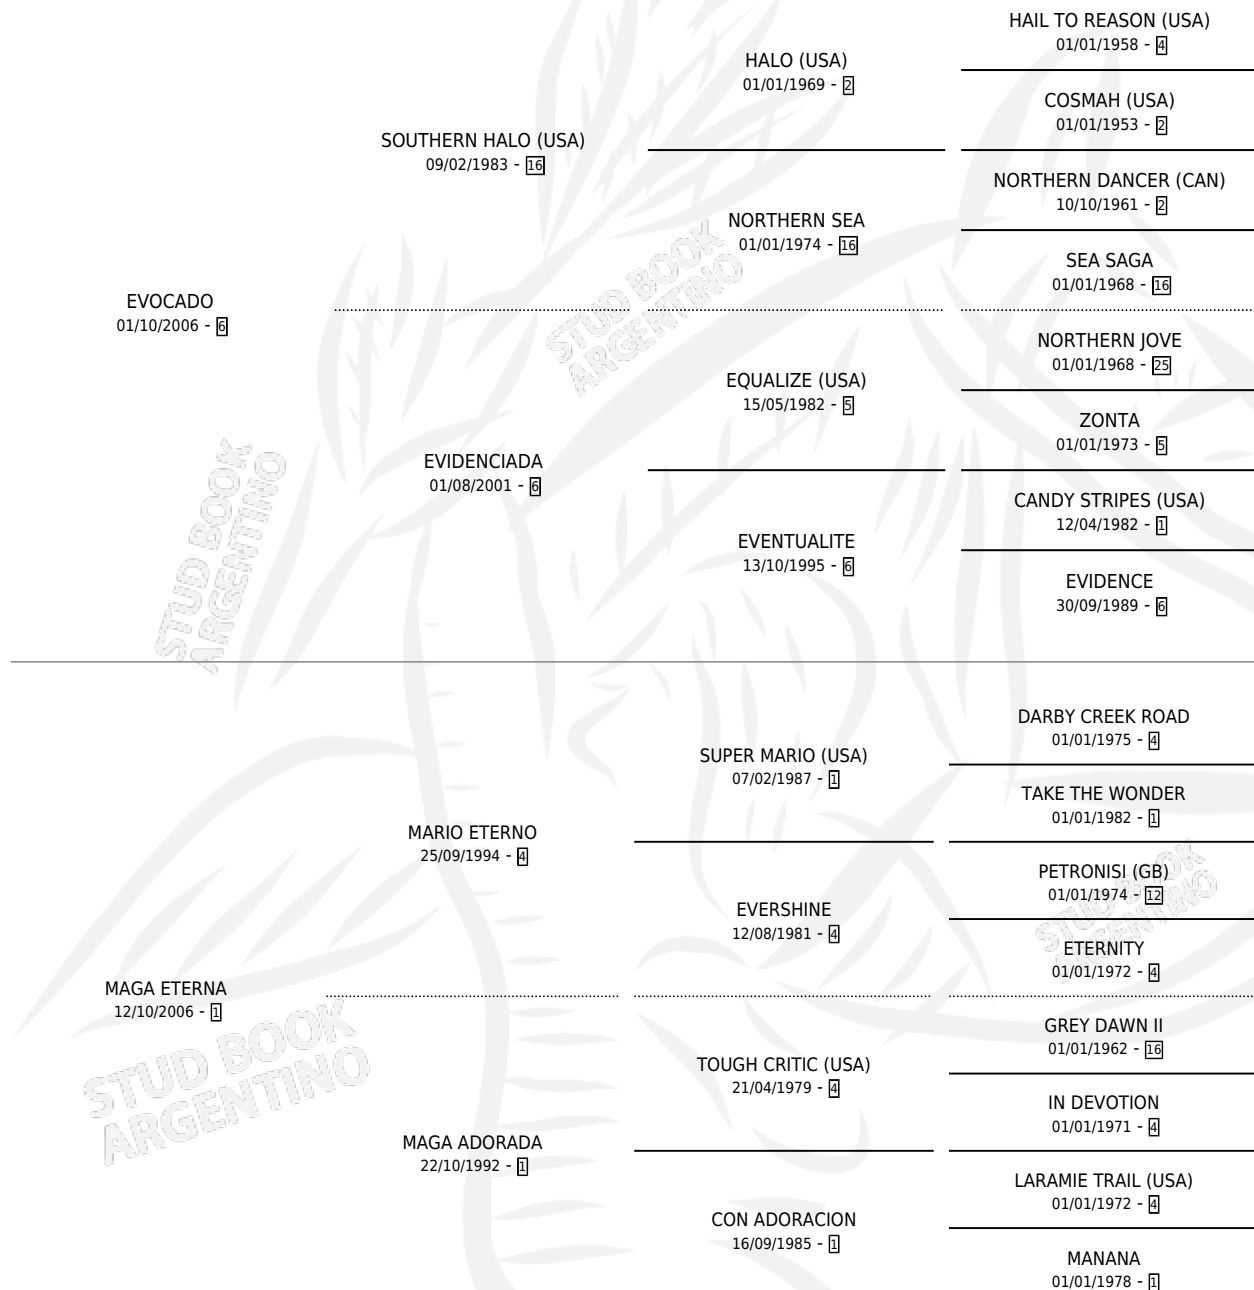 HAIL TO REASON (USA)
01/01/1958 - 4
HALO (USA)
01/01/1969 - 2
COSMAH (USA)
01/01/1953 - 2
SOUTHERN HALO (USA)
09/02/1983 - 16
NORTHERN DANCER (CAN)
10/10/1961 - 2
NORTHERN SEA
01/01/1974 - 16
SEA SAGA
01/01/1968 - 16
EVOCADO
01/10/2006 - 6
NORTHERN JOVE
01/01/1968 - 25
EQUALIZE (USA)
15/05/1982 - 5
ZONTA
01/01/1973 - 5
EVIDENCIADA
01/08/2001 - 6
CANDY STRIPES (USA)
12/04/1982 - 1
EVENTUALITE
13/10/1995 - 6
EVIDENCE
30/09/1989 - 6
STUD BOOK
ARGENTINO
STUD BOOK
ARGENTINO
DARBY CREEK ROAD
01/01/1975 - 4
SUPER MARIO (USA)
07/02/1987 - 1
TAKE THE WONDER
01/01/1982 - 1
MARIO ETERNO
25/09/1994 - 4
PETRONISI (GB)
01/01/1974 - 12
EVERSHINE
12/08/1981 - 4
ETERNITY
01/01/1972 - 4
STUD BOOK
ARGENTINO
MAGA ETERNA
12/10/2006 - 1
GREY DAWN II
01/01/1962 - 16
TOUGH CRITIC (USA)
21/04/1979 - 4
IN DEVOTION
01/01/1971 - 4
STUD BOOK
ARGENTINO
MAGA ADORADA
22/10/1992 - 1
LARAMIE TRAIL (USA)
01/01/1972 - 4
CON ADORACION
16/09/1985 - 1
MANANA
01/01/1978 - 1